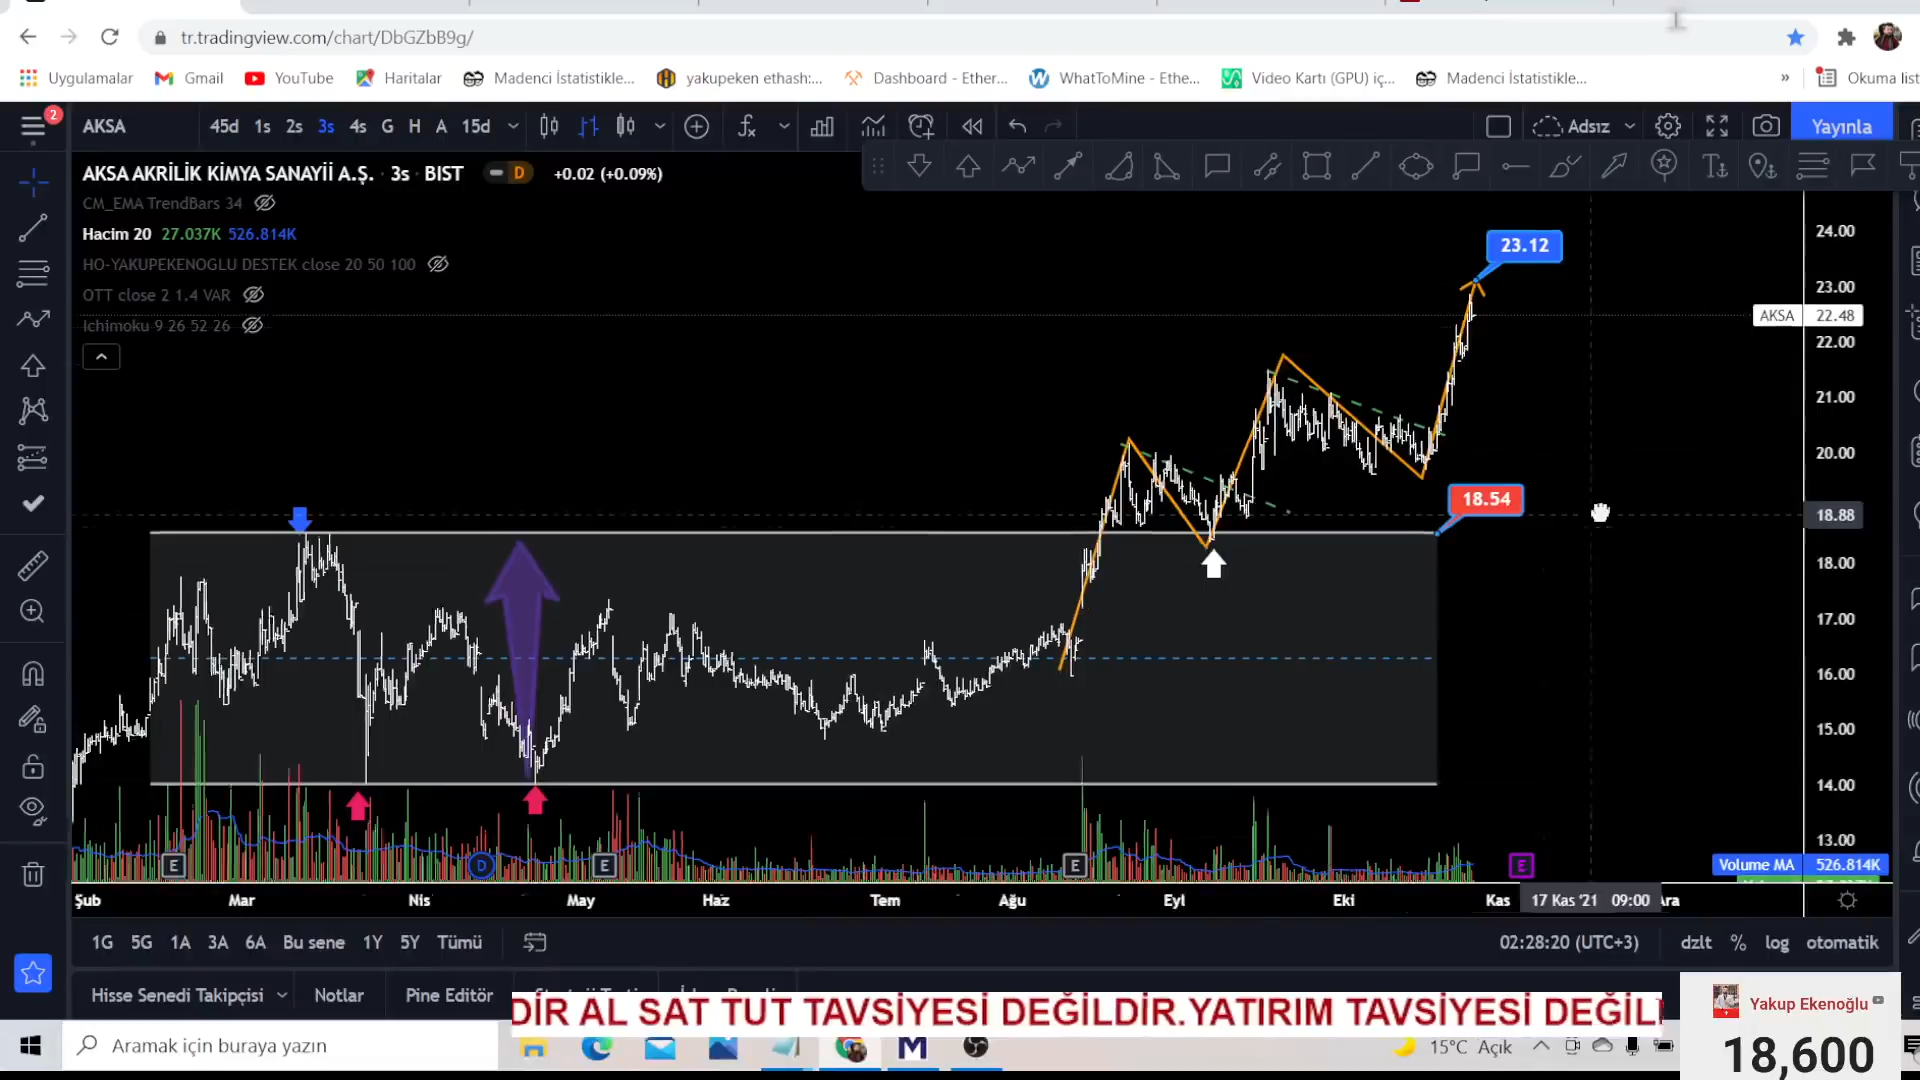 tr.tradingview.com/chart/DbGZbB9g/
Uygulamalar Gmail YouTube Haritalar Madenci İstatistikle... yakupeken ethash:... Dashboard - Ether... WhatToMine - Ethe... Video Kartı (GPU) iç... Madenci İstatistikle... » Okuma list
2 AKSA 45d 1s 2s 3s 4s G H A 15d Adsız Yayınla
AKSA AKRİLİK KİMYA SANAYİİ A.Ş. · 3s · BIST D +0.02 (+0.09%)
CM_EMA TrendBars 34
Hacim 20 27.037K 526.814K
HO-YAKUPEKENOGLU DESTEK close 20 50 100
OTT close 2 1.4 VAR
Ichimoku 9 26 52 26
24.00
23.12
23.00
AKSA 22.48
22.00
21.00
20.00
18.54
18.88
18.00
17.00
16.00
15.00
14.00
13.00
E D E E E
Volume MA 526.814K
Şub Mar Nis May Haz Tem Ağu Eyl Eki Kas 17 Kas '21 09:00 Ara
1G 5G 1A 3A 6A Bu sene 1Y 5Y Tümü 02:28:20 (UTC+3) dzlt % log otomatik
Hisse Senedi Takipçisi Notlar Pine Editör
DİR AL SAT TUT TAVSİYESİ DEĞİLDİR.YATIRIM TAVSİYESİ DEĞİL
Yakup Ekenoğlu
18,600
Aramak için buraya yazın
15°C Açık